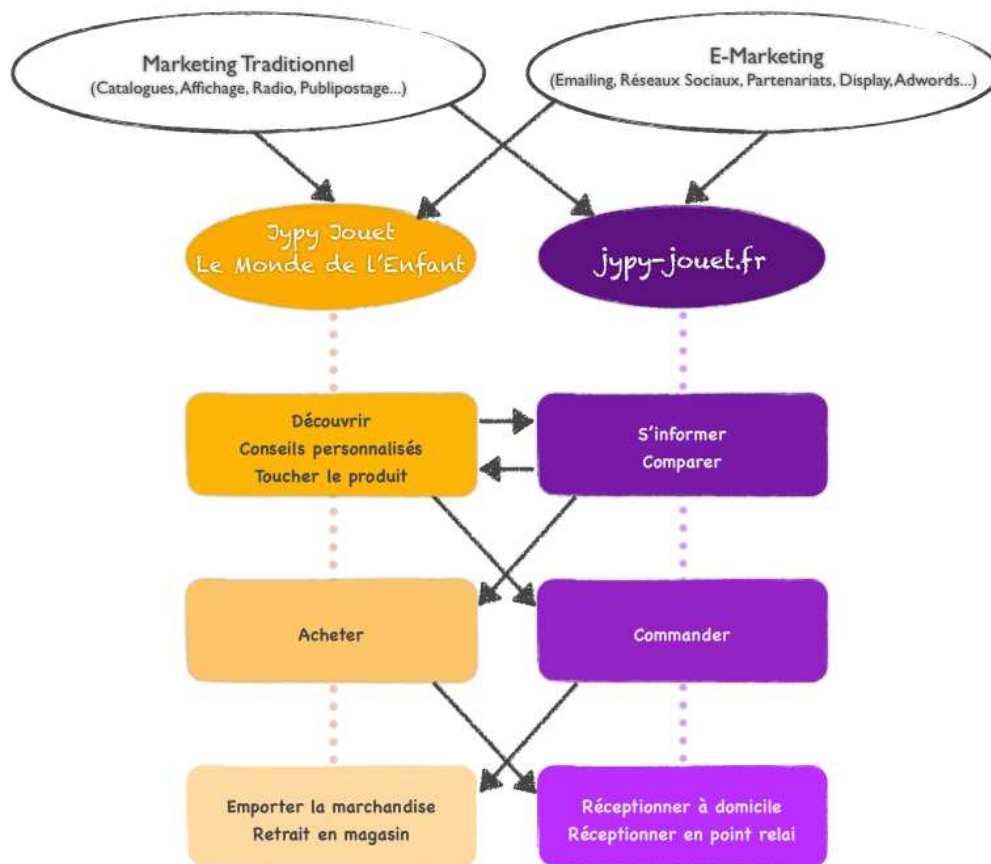 Marketing Traditionnel
(Catalogues, Affichage, Radio, Publipostage...)
E-Marketing
(Emailing, Réseaux Sociaux, Partenariats, Display, Adwords...)
Jypy Jouet
Le Monde de l'Enfant
jypy-jouet.fr
Découvrir
Conseils personnalisés
Toucher le produit
S'informer
Comparer
Acheter
Commander
Emporter la marchandise
Retrait en magasin
Réceptionner à domicile
Réceptionner en point relai